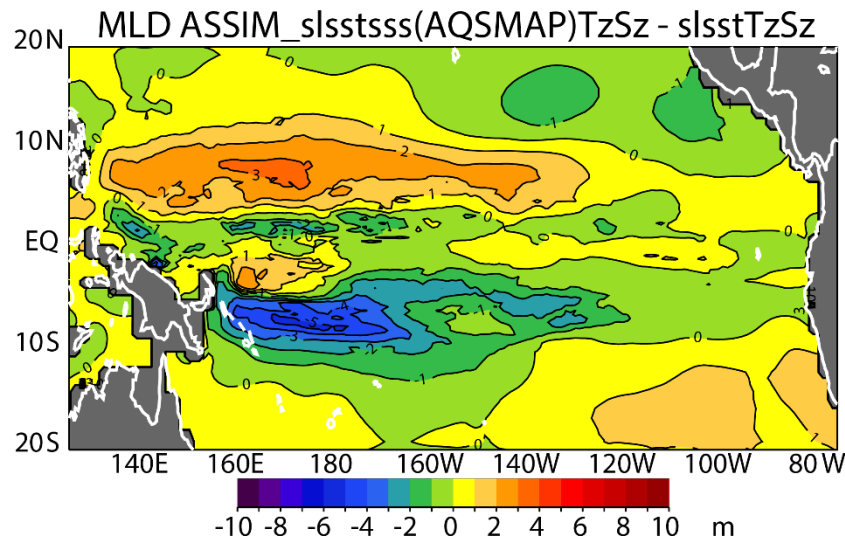 MLD ASSIM_slsstsss(AQSMAP)TzSz - slsstTzSz
20N
10N
EQ
10S
20S
140E 160E 180 160W 140W 120W 100W 80W
-10 -8 -6 -4 -2 0 2 4 6 8 10 m